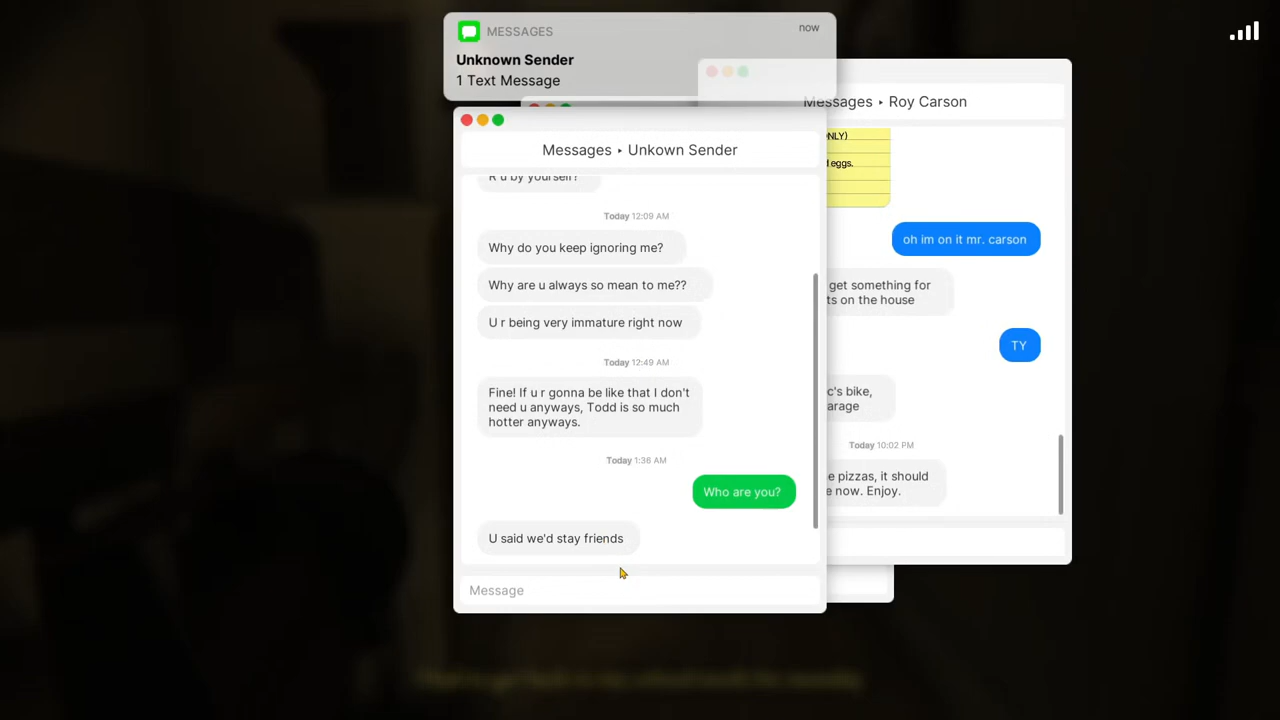 MESSAGES
now
Unknown Sender
1 Text Message
Messages ‣ Unkown Sender
R u by yourself?
Today 12:09 AM
Why do you keep ignoring me?
Why are u always so mean to me??
U r being very immature right now
Today 12:49 AM
Fine! If u r gonna be like that I don't
need u anyways, Todd is so much
hotter anyways.
Today 1:36 AM
Who are you?
U said we'd stay friends
Message
Messages ‣ Roy Carson
NLY)
eggs.
oh im on it mr. carson
get something for
ts on the house
TY
c's bike,
arage
Today 10:02 PM
e pizzas, it should
e now. Enjoy.